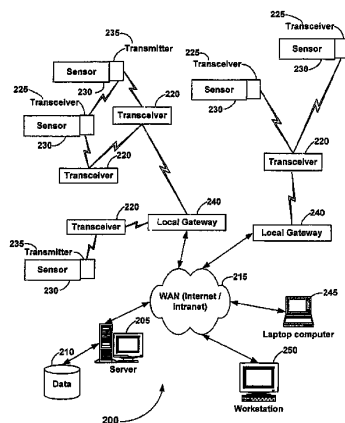 225
Transceiver
Sensor
230
235
Transmitter
Sensor
230
225
Transceiver
Sensor
230
225
Transceiver
Sensor
230
220
Transceiver
220
Transceiver
220
Transceiver
220
Transceiver
240
Local Gateway
240
Local Gateway
235
Transmitter
Sensor
230
215
WAN (Internet /
Intranet)
245
Laptop computer
205
Server
210
Data
250
Workstation
200